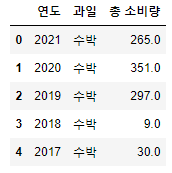 연도 과일 총 소비량
0 2021 수박 265.0
1 2020 수박 351.0
2 2019 수박 297.0
3 2018 수박 9.0
4 2017 수박 30.0